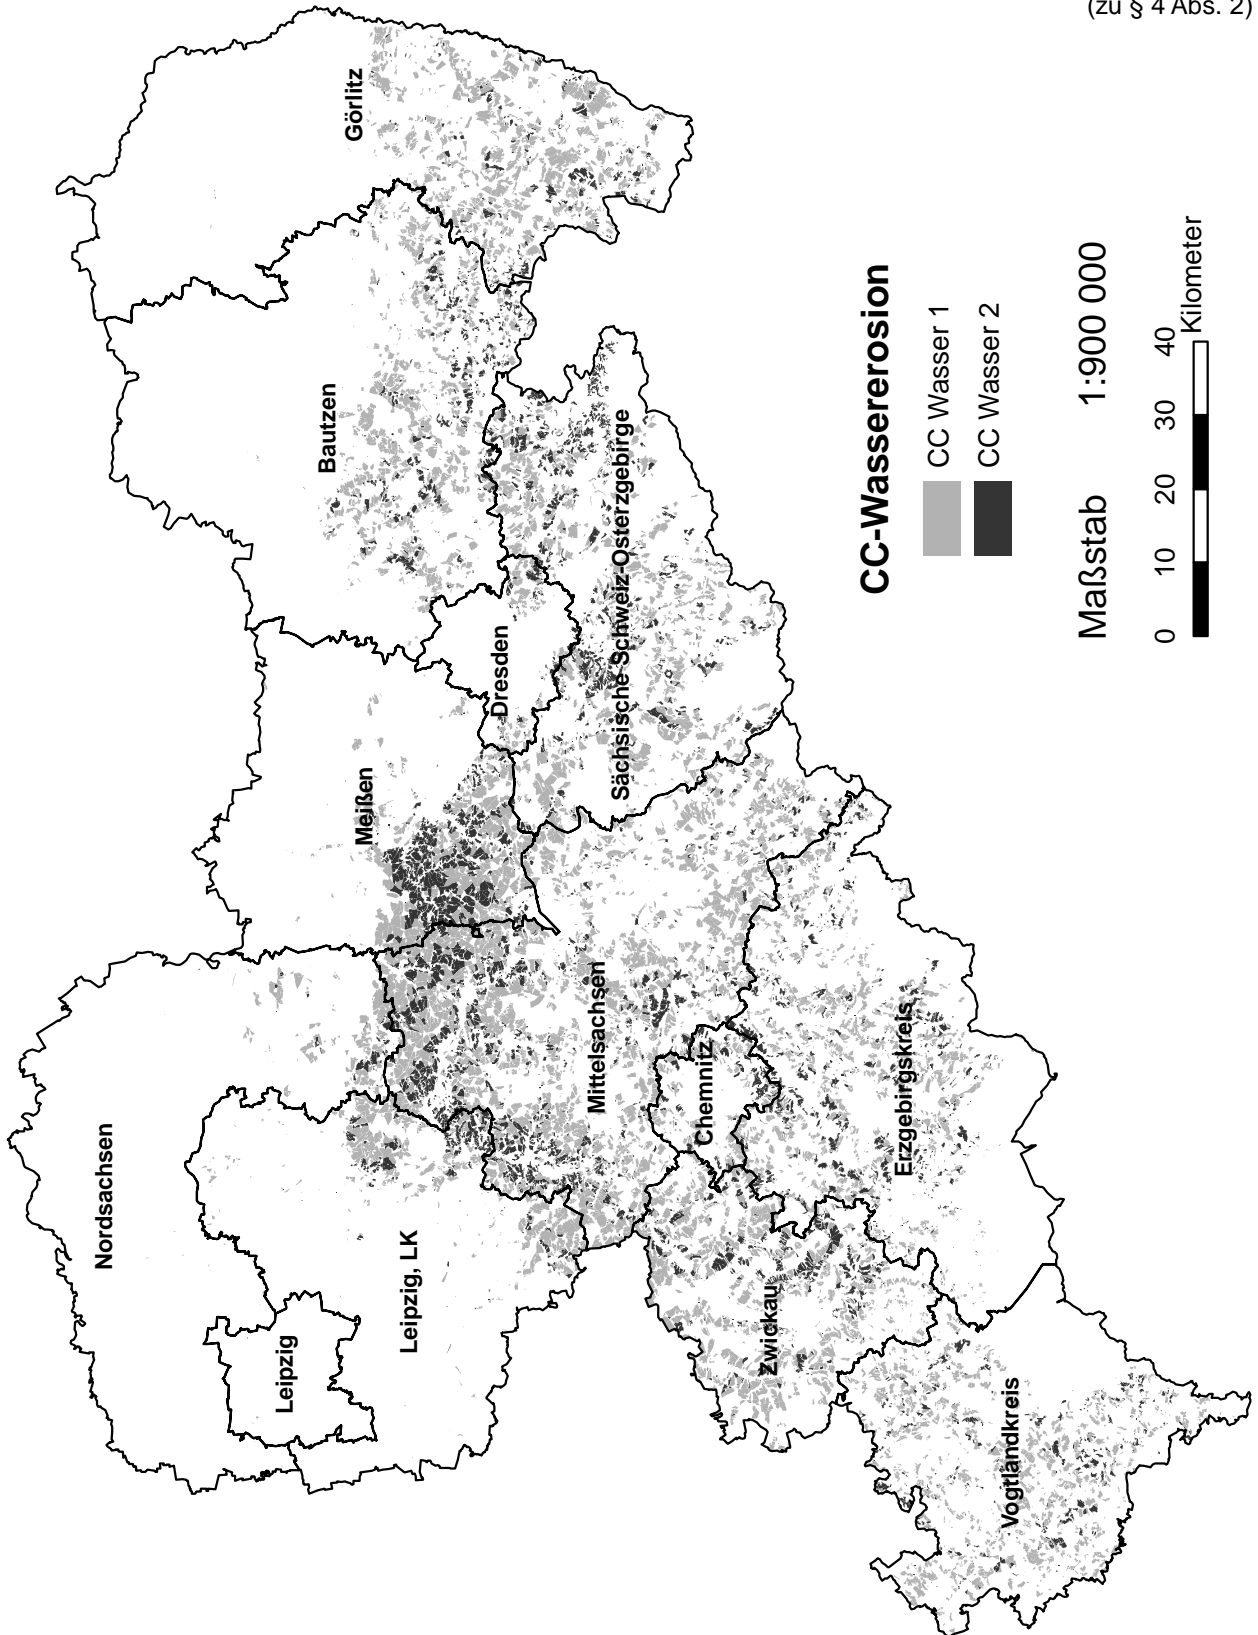 (zu § 4 Abs. 2)
Görlitz
Bautzen
Sächsische Schweiz-Osterzgebirge
Dresden
Meißen
Nordsachsen
Leipzig
Leipzig, LK
Mittelsachsen
Chemnitz
Erzgebirgskreis
Zwickau
Vogtlandkreis
CC-Wassererosion
CC Wasser 1
CC Wasser 2
Maßstab 1:900 000
0 10 20 30 40
Kilometer